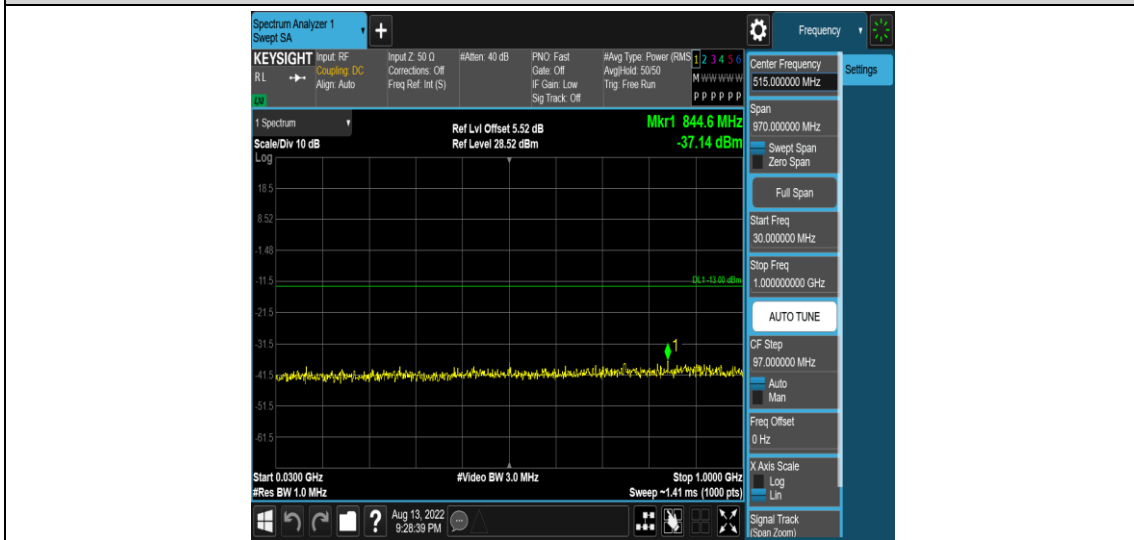 Spectrum Analyzer 1
Swept SA
+
Frequency
KEYSIGHT
RL
LXI
Input: RF
Coupling: DC
Align: Auto
Input Z: 50 Ω
Corrections: Off
Freq Ref: Int (S)
#Atten: 40 dB
PNO: Fast
Gate: Off
IF Gain: Low
Sig Track: Off
#Avg Type: Power (RMS
Avg|Hold: 50/50
Trig: Free Run
1 2 3 4 5 6
M W W W W W
P P P P P P
1 Spectrum
Scale/Div 10 dB
Ref Lvl Offset 5.52 dB
Ref Level 28.52 dBm
Mkr1 844.6 MHz
-37.14 dBm
Log
18.5
8.52
-1.48
-11.5
-21.5
-31.5
-41.5
-51.5
-61.5
DL1 -13.00 dBm
1
Start 0.0300 GHz
#Res BW 1.0 MHz
#Video BW 3.0 MHz
Stop 1.0000 GHz
Sweep ~1.41 ms (1000 pts)
Center Frequency
515.000000 MHz
Settings
Span
970.000000 MHz
Swept Span
Zero Span
Full Span
Start Freq
30.000000 MHz
Stop Freq
1.000000000 GHz
AUTO TUNE
CF Step
97.000000 MHz
Auto
Man
Freq Offset
0 Hz
X Axis Scale
Log
Lin
Signal Track
(Span Zoom)
?
Aug 13, 2022
9:28:39 PM